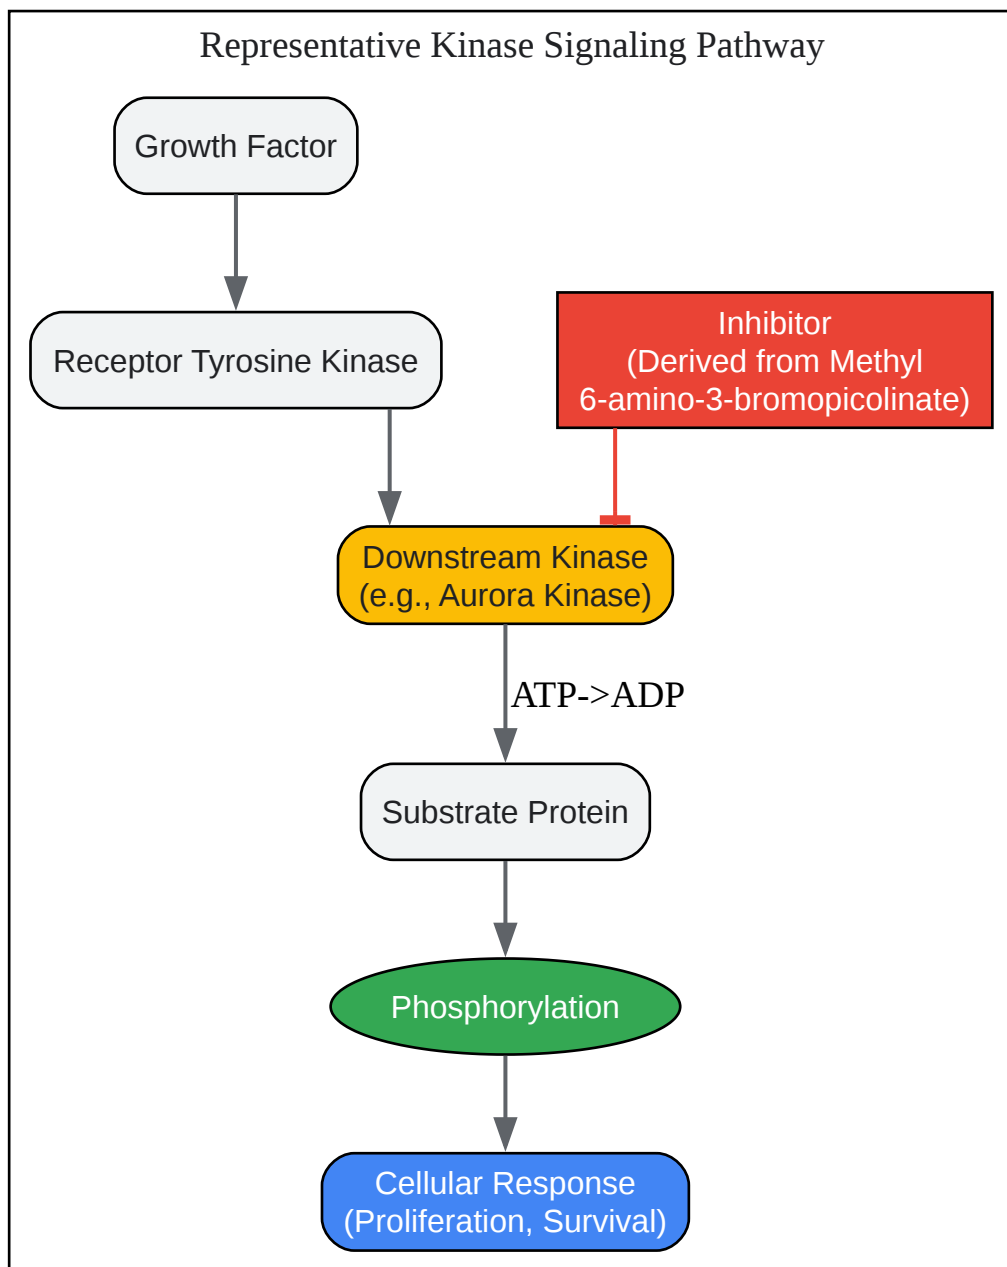 Representative Kinase Signaling Pathway
Growth Factor
Receptor Tyrosine Kinase
Inhibitor
(Derived from Methyl
6-amino-3-bromopicolinate)
Downstream Kinase
(e.g., Aurora Kinase)
ATP->ADP
Substrate Protein
Phosphorylation
Cellular Response
(Proliferation, Survival)